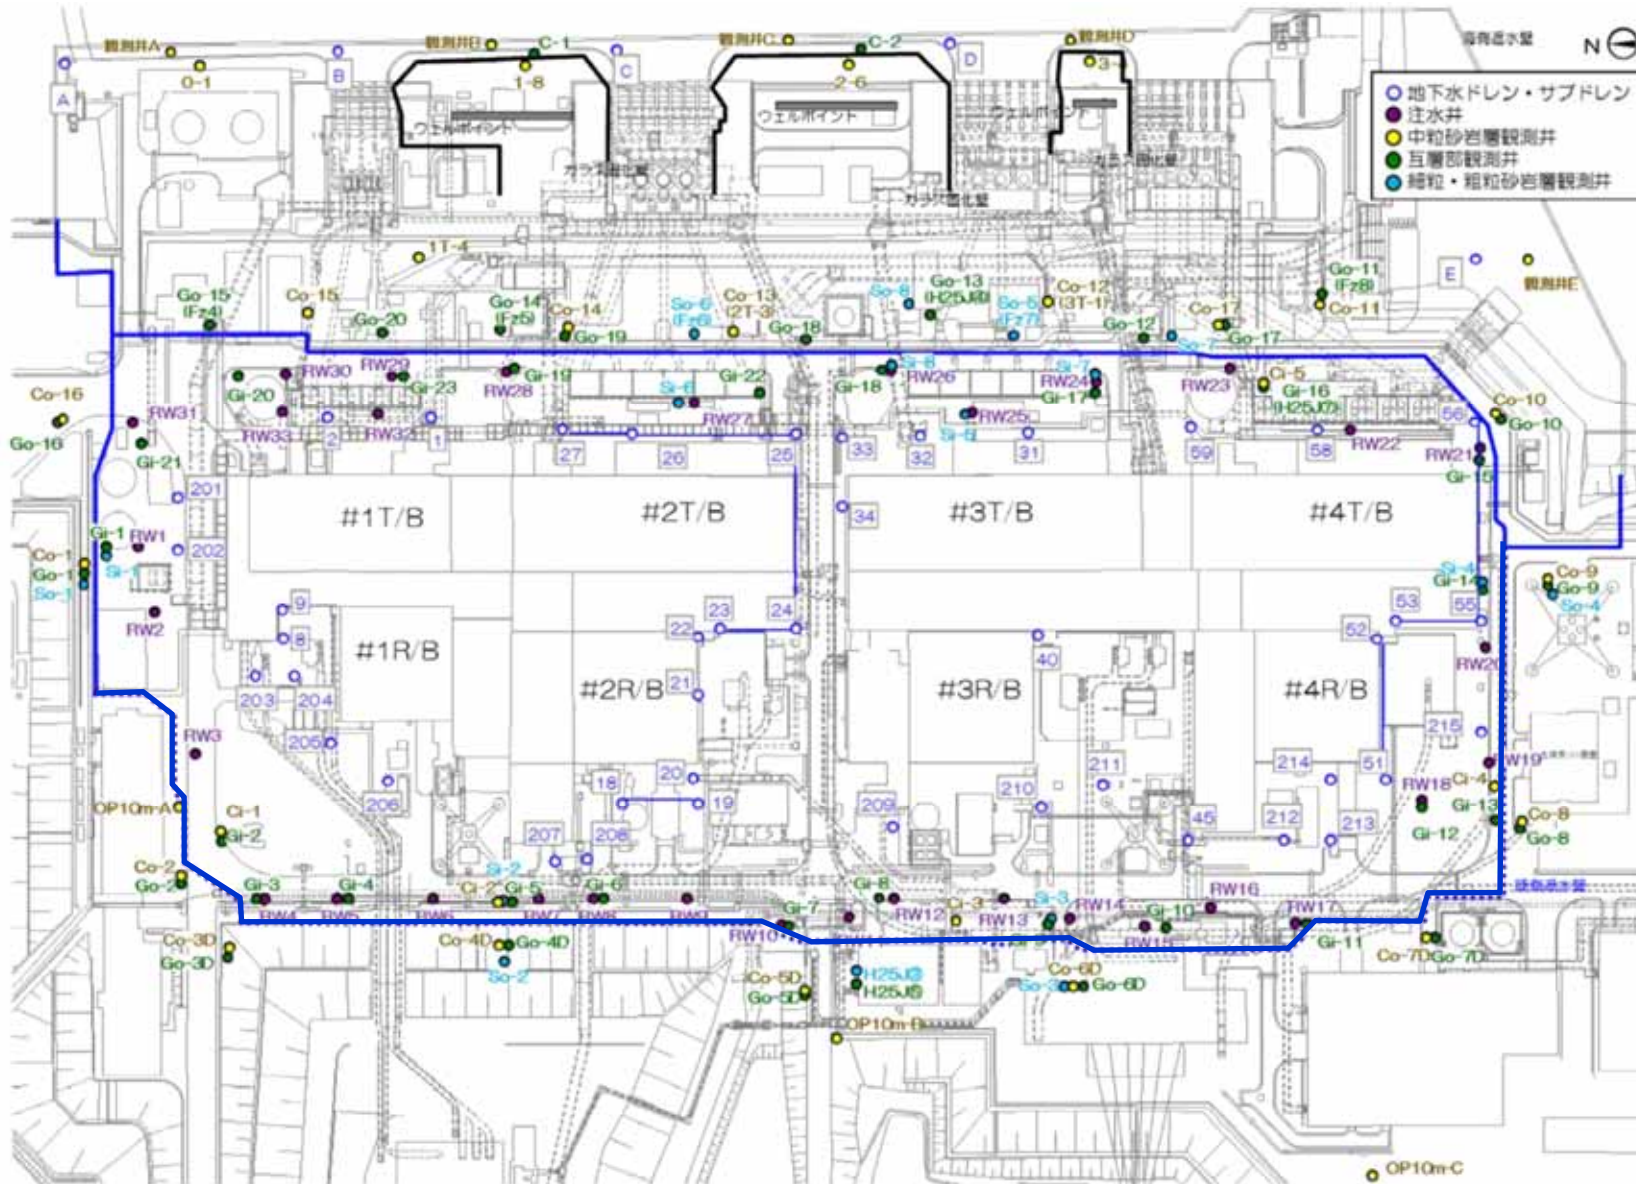 観測井A
観測井B
C-1
観測井C
C-2
観測井D
海側遮水壁
N
A
0-1
B
1-8
C
2-6
D
3-
地下水ドレン・サブドレン
注水井
中粒砂岩層観測井
互層部観測井
細粒・粗粒砂岩層観測井
ウェルポイント
ウェルポイント
ウェルポイント
ガラス固化壁
ガラス固化壁
ガラス固化壁
1T-4
E
観測井E
Go-15
(Fz4)
Co-15
Go-20
Go-14
(Fz5)
Co-14
Go-19
So-6
(Fz6)
Co-13
(2T-3)
Go-18
So-8
Go-13
So-5
(Fz7)
Co-12
(3T-1)
Go-12
So-7
Co-17
Go-17
Go-11
(Fz8)
Co-11
Co-16
Go-16
RW31
Gi-21
Gi-20
RW30
RW33
2
RW29
Gi-23
RW32
1
RW28
Gi-19
Si-6
RW27
Gi-22
Gi-18
Si-8
RW26
Si-5
RW25
Si-7
RW24
Gi-17
RW23
Ci-5
Gi-16
RW22
56
Co-10
Go-10
RW21
Gi-15
27
26
25
33
32
31
59
58
201
202
34
#1T/B
#2T/B
#3T/B
#4T/B
Gi-1
RW1
Co-1
Go-1
So-1
Si-1
RW2
9
8
203
204
205
206
#1R/B
#2R/B
#3R/B
#4R/B
22
23
24
21
20
18
19
207
208
40
209
210
211
45
212
213
214
51
52
53
55
215
Si-4
Gi-14
RW20
Co-9
Go-9
So-4
RW3
OP10m-A
Ci-1
Gi-2
Co-2
Go-2
Gi-3
RW4
RW5
Gi-4
RW6
Si-2
Ci-2
Gi-5
RW7
Gi-6
RW8
RW9
RW10
Gi-7
Gi-8
RW12
Ci-3
RW13
Si-3
RW14
RW15
Gi-10
RW16
RW17
Gi-11
RW18
Gi-12
RW19
Ci-4
Gi-13
Co-8
Go-8
陸側遮水壁
Co-3D
Go-3D
Co-4D
Go-4D
So-2
Co-5D
Go-5D
Co-6D
So-3
Go-6D
Co-7D
Go-7D
OP10m-B
OP10m-C